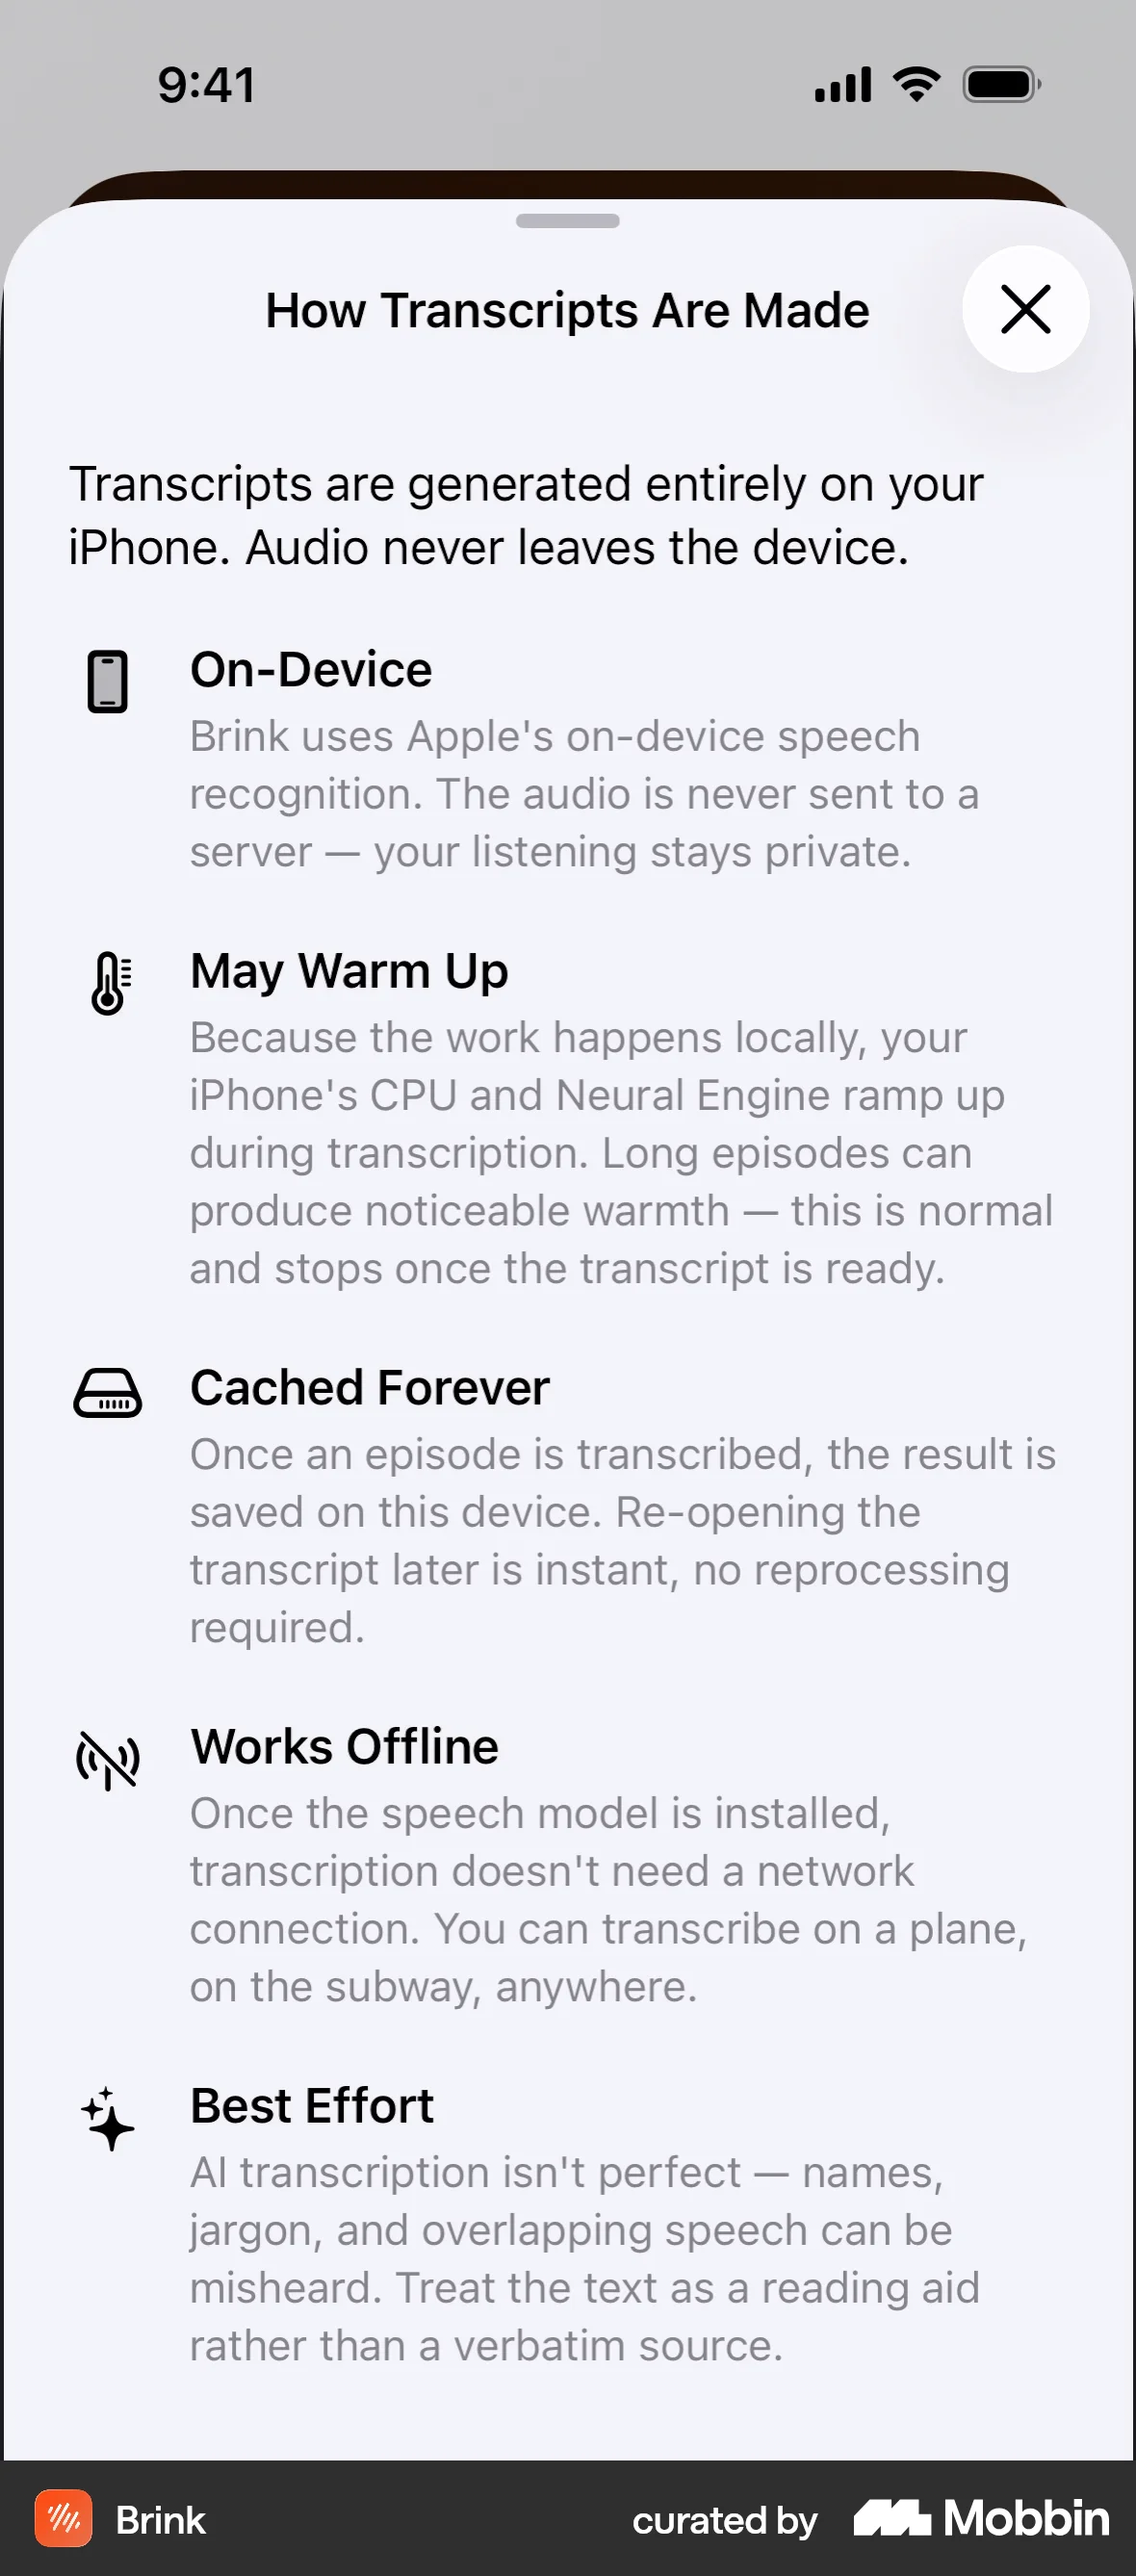 9:41
How Transcripts Are Made
Transcripts are generated entirely on your
iPhone. Audio never leaves the device.
On-Device
Brink uses Apple's on-device speech
recognition. The audio is never sent to a
server — your listening stays private.
May Warm Up
Because the work happens locally, your
iPhone's CPU and Neural Engine ramp up
during transcription. Long episodes can
produce noticeable warmth — this is normal
and stops once the transcript is ready.
Cached Forever
Once an episode is transcribed, the result is
saved on this device. Re-opening the
transcript later is instant, no reprocessing
required.
Works Offline
Once the speech model is installed,
transcription doesn't need a network
connection. You can transcribe on a plane,
on the subway, anywhere.
Best Effort
AI transcription isn't perfect — names,
jargon, and overlapping speech can be
misheard. Treat the text as a reading aid
rather than a verbatim source.
Brink
curated by Mobbin